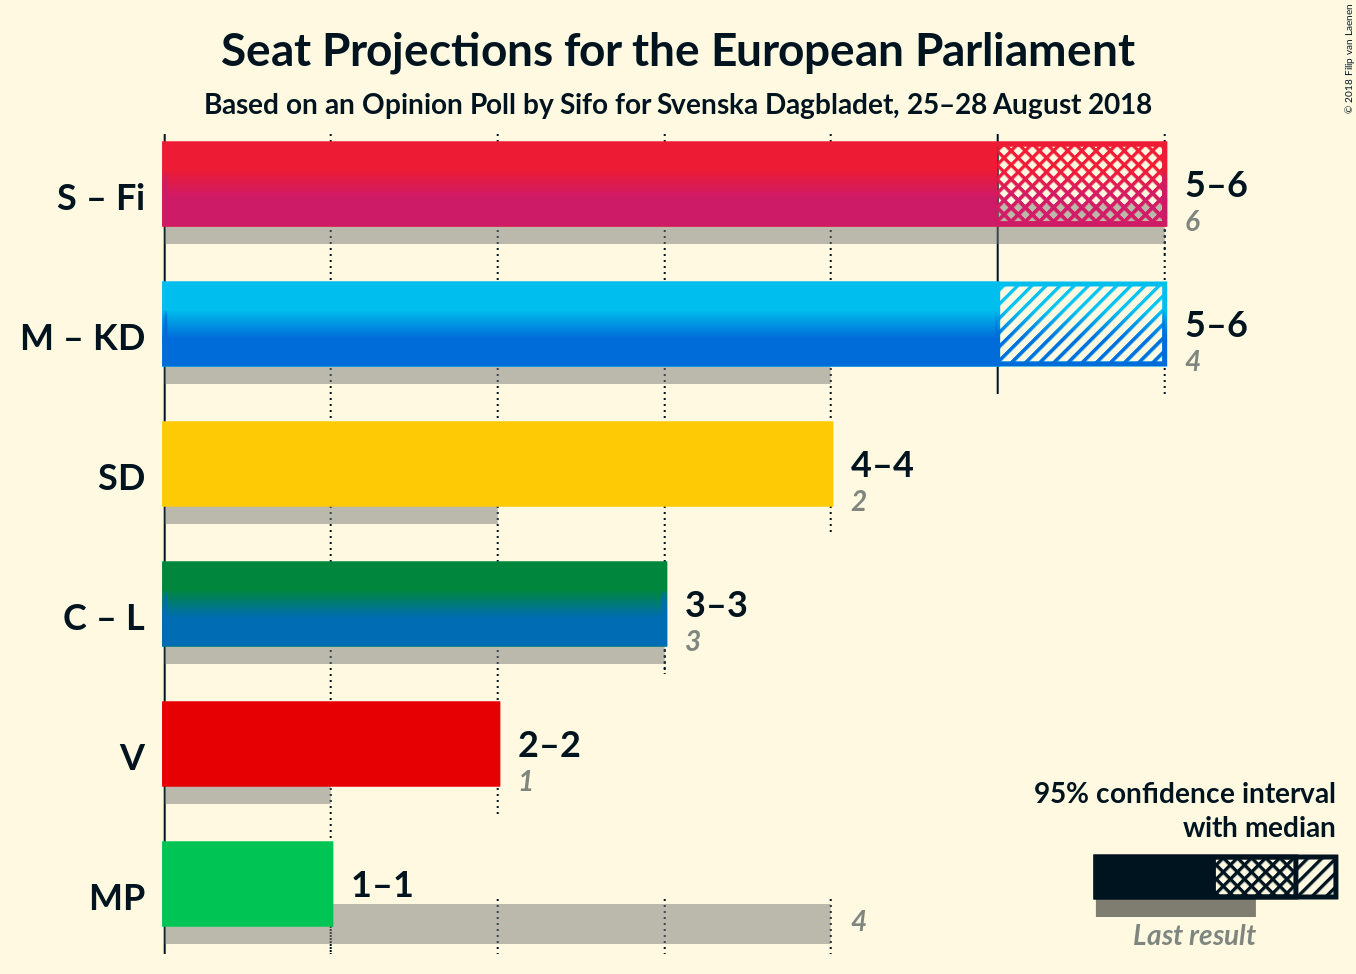 Seat Projections for the European Parliament
Based on an Opinion Poll by Sifo for Svenska Dagbladet, 25–28 August 2018
© 2018 Filip van Laenen
S – Fi
5–6
6
M – KD
5–6
4
SD
4–4
2
C – L
3–3
3
V
2–2
1
MP
1–1
4
95% confidence interval
with median
Last result